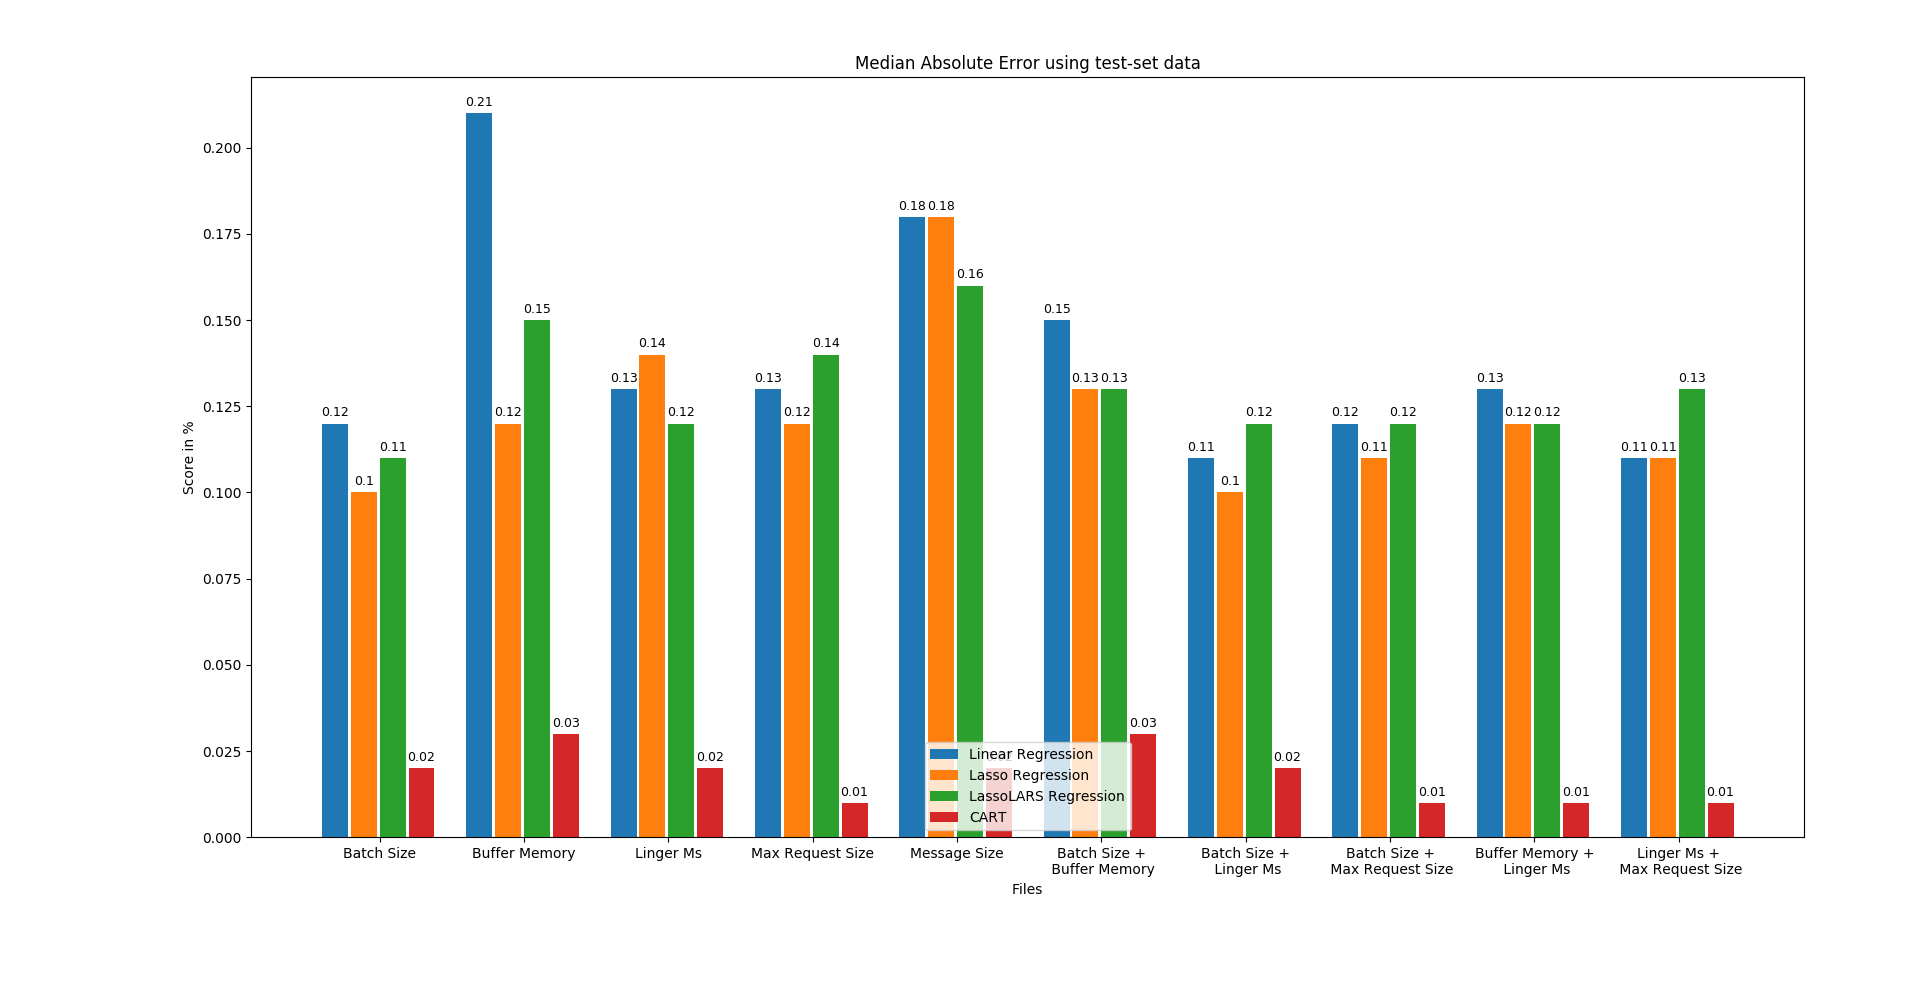 Median Absolute Error using test-set data
Score in %
0.200
0.175
0.150
0.125
0.100
0.075
0.050
0.025
0.000
0.12
0.1
0.11
0.02
0.21
0.12
0.15
0.03
0.13
0.14
0.12
0.02
0.13
0.12
0.14
0.01
0.18
0.18
0.16
0.15
0.13
0.13
0.03
0.11
0.1
0.12
0.02
0.12
0.11
0.12
0.01
0.13
0.12
0.12
0.01
0.11
0.11
0.13
0.01
Linear Regression
Lasso Regression
LassoLARS Regression
CART
Batch Size
Buffer Memory
Linger Ms
Max Request Size
Message Size
Batch Size +
Buffer Memory
Batch Size +
Linger Ms
Batch Size +
Max Request Size
Buffer Memory +
Linger Ms
Linger Ms +
Max Request Size
Files